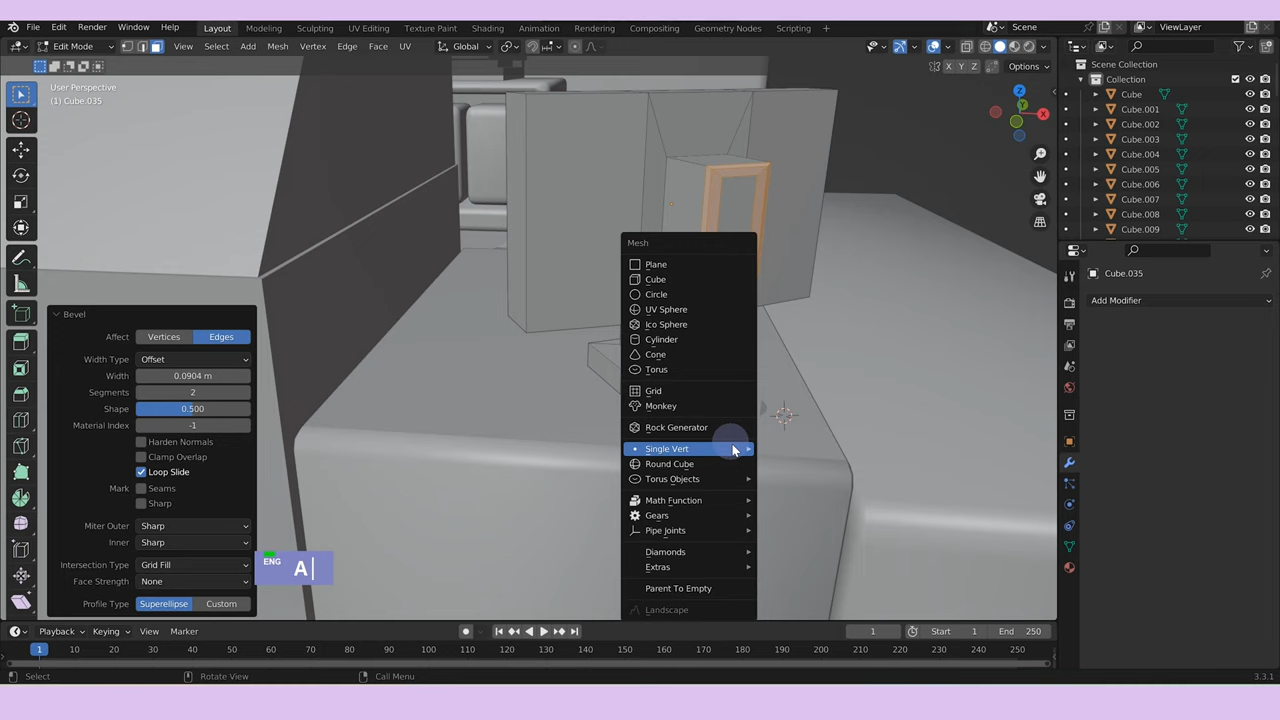 File Edit Render Window Help Layout Modeling Sculpting UV Editing Texture Paint Shading Animation Rendering Compositing Geometry Nodes Scripting + Scene ViewLayer
Edit Mode View Select Add Mesh Vertex Edge Face UV Global
X Y Z Options
User Perspective
(1) Cube.035
Z
Y
X
Scene Collection
Collection
Cube
Cube.001
Cube.002
Cube.003
Cube.004
Cube.005
Cube.006
Cube.007
Cube.008
Cube.009
Cube.035
Add Modifier
Mesh
Plane
Cube
Circle
UV Sphere
Ico Sphere
Cylinder
Cone
Torus
Grid
Monkey
Rock Generator
Single Vert
Round Cube
Torus Objects
Math Function
Gears
Pipe Joints
Diamonds
Extras
Parent To Empty
Landscape
Bevel
Affect Vertices Edges
Width Type Offset
Width 0.0904 m
Segments 2
Shape 0.500
Material Index -1
Harden Normals
Clamp Overlap
Loop Slide
Mark Seams
Sharp
Miter Outer Sharp
Inner Sharp
Intersection Type Grid Fill
Face Strength None
Profile Type Superellipse Custom
ENG A
Playback Keying View Marker 1 Start 1 End 250
1 10 20 30 40 50 60 70 80 90 100 110 120 130 140 150 160 170 180 190 200 210 220 230 240 250
Select Rotate View Call Menu 3.3.1